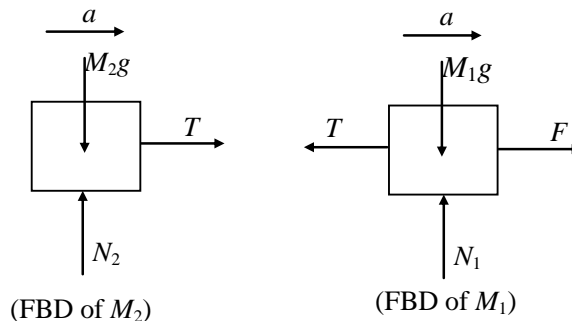 a
M₂g
T
N₂
(FBD of M₂)
a
M₁g
T
F
N₁
(FBD of M₁)